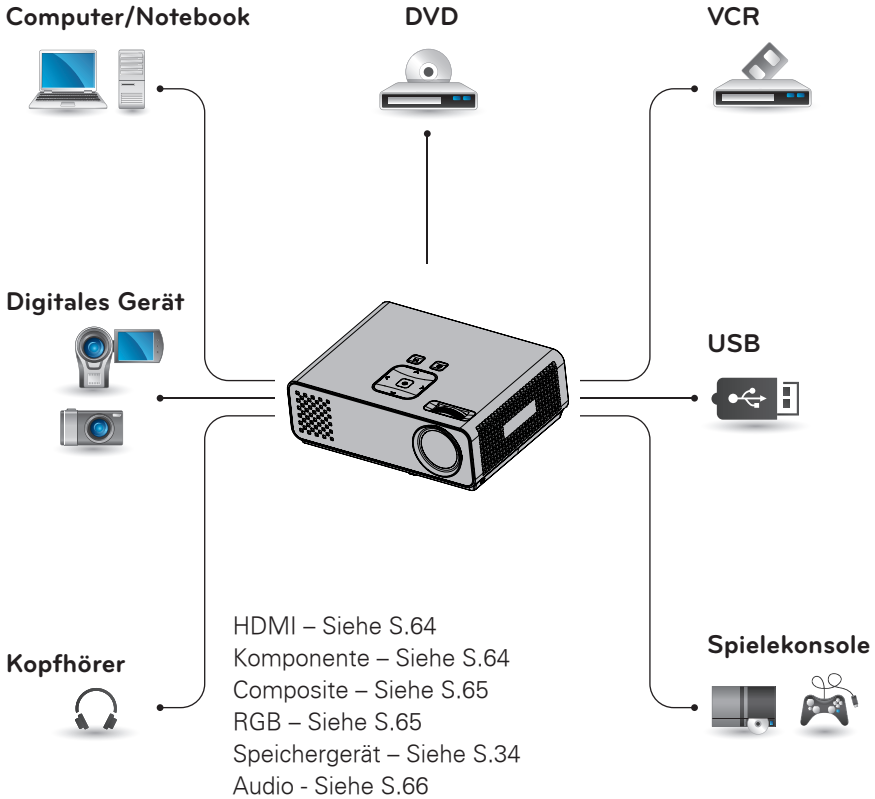 Computer/Notebook
DVD
VCR
Digitales Gerät
USB
Kopfhörer
HDMI – Siehe S.64
Komponente – Siehe S.64
Composite – Siehe S.65
RGB – Siehe S.65
Speichergerät – Siehe S.34
Audio - Siehe S.66
Spielekonsole